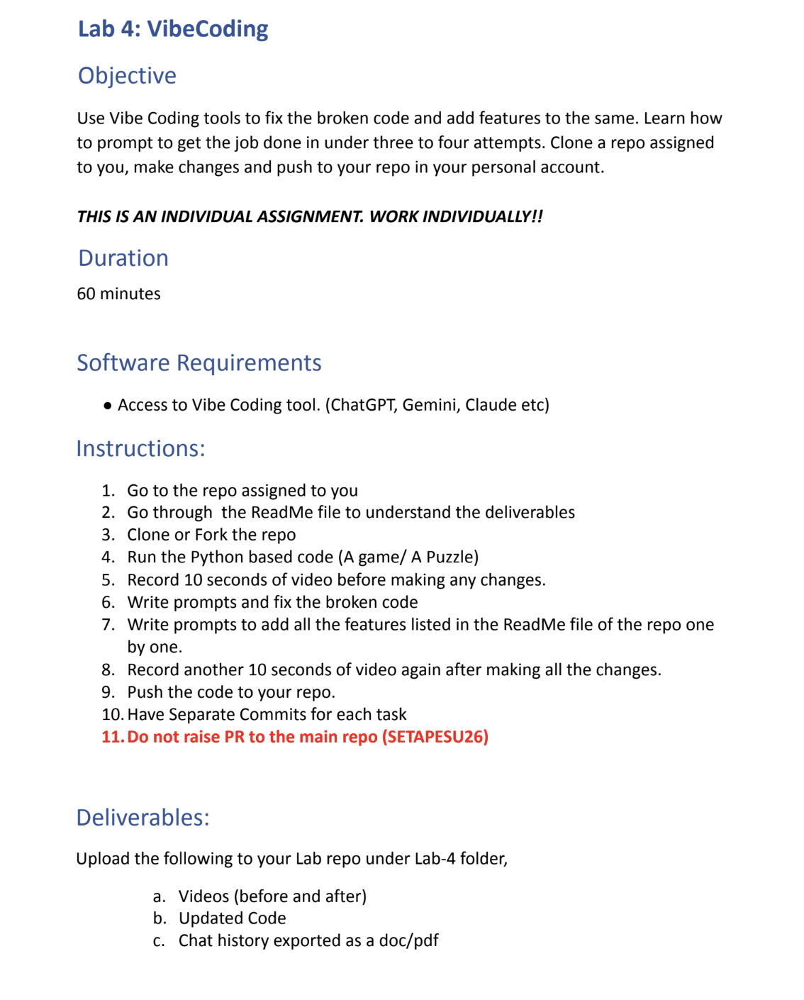 Lab 4: VibeCoding
Objective
Use Vibe Coding tools to fix the broken code and add features to the same. Learn how
to prompt to get the job done in under three to four attempts. Clone a repo assigned
to you, make changes and push to your repo in your personal account.
THIS IS AN INDIVIDUAL ASSIGNMENT. WORK INDIVIDUALLY!!
Duration
60 minutes
Software Requirements
● Access to Vibe Coding tool. (ChatGPT, Gemini, Claude etc)
Instructions:
1. Go to the repo assigned to you
2. Go through the ReadMe file to understand the deliverables
3. Clone or Fork the repo
4. Run the Python based code (A game/ A Puzzle)
5. Record 10 seconds of video before making any changes.
6. Write prompts and fix the broken code
7. Write prompts to add all the features listed in the ReadMe file of the repo one
by one.
8. Record another 10 seconds of video again after making all the changes.
9. Push the code to your repo.
10. Have Separate Commits for each task
11. Do not raise PR to the main repo (SETAPESU26)
Deliverables:
Upload the following to your Lab repo under Lab-4 folder,
a. Videos (before and after)
b. Updated Code
c. Chat history exported as a doc/pdf